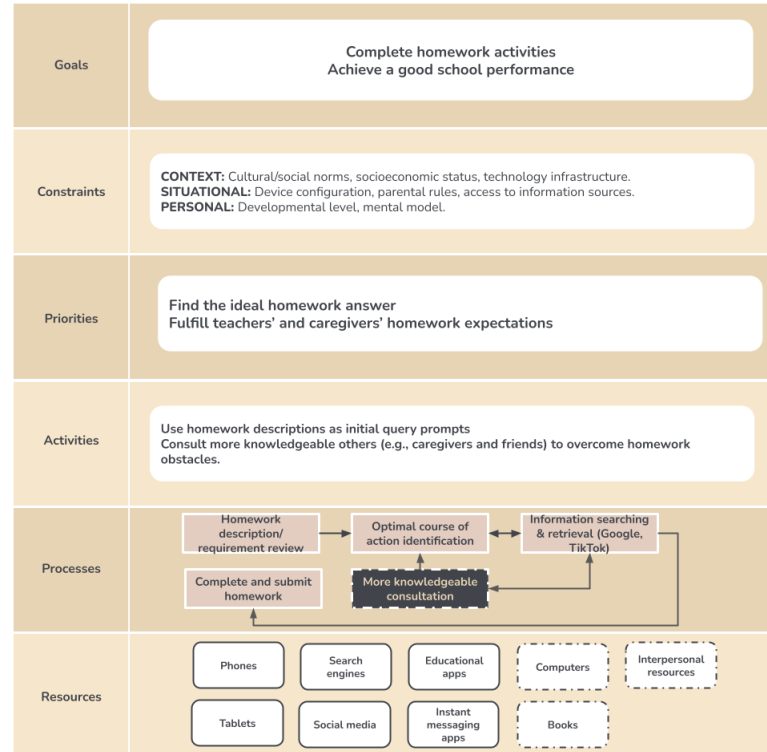 Goals
Complete homework activities
Achieve a good school performance
Constraints
CONTEXT: Cultural/social norms, socioeconomic status, technology infrastructure.
SITUATIONAL: Device configuration, parental rules, access to information sources.
PERSONAL: Developmental level, mental model.
Priorities
Find the ideal homework answer
Fulfill teachers’ and caregivers’ homework expectations
Activities
Use homework descriptions as initial query prompts
Consult more knowledgeable others (e.g., caregivers and friends) to overcome homework
obstacles.
Processes
Homework
description/
requirement review
Optimal course of
action identification
Information searching
& retrieval (Google,
TikTok)
Complete and submit
homework
More knowledgeable
consultation
Resources
Phones
Search
engines
Educational
apps
Computers
Interpersonal
resources
Tablets
Social media
Instant
messaging
apps
Books